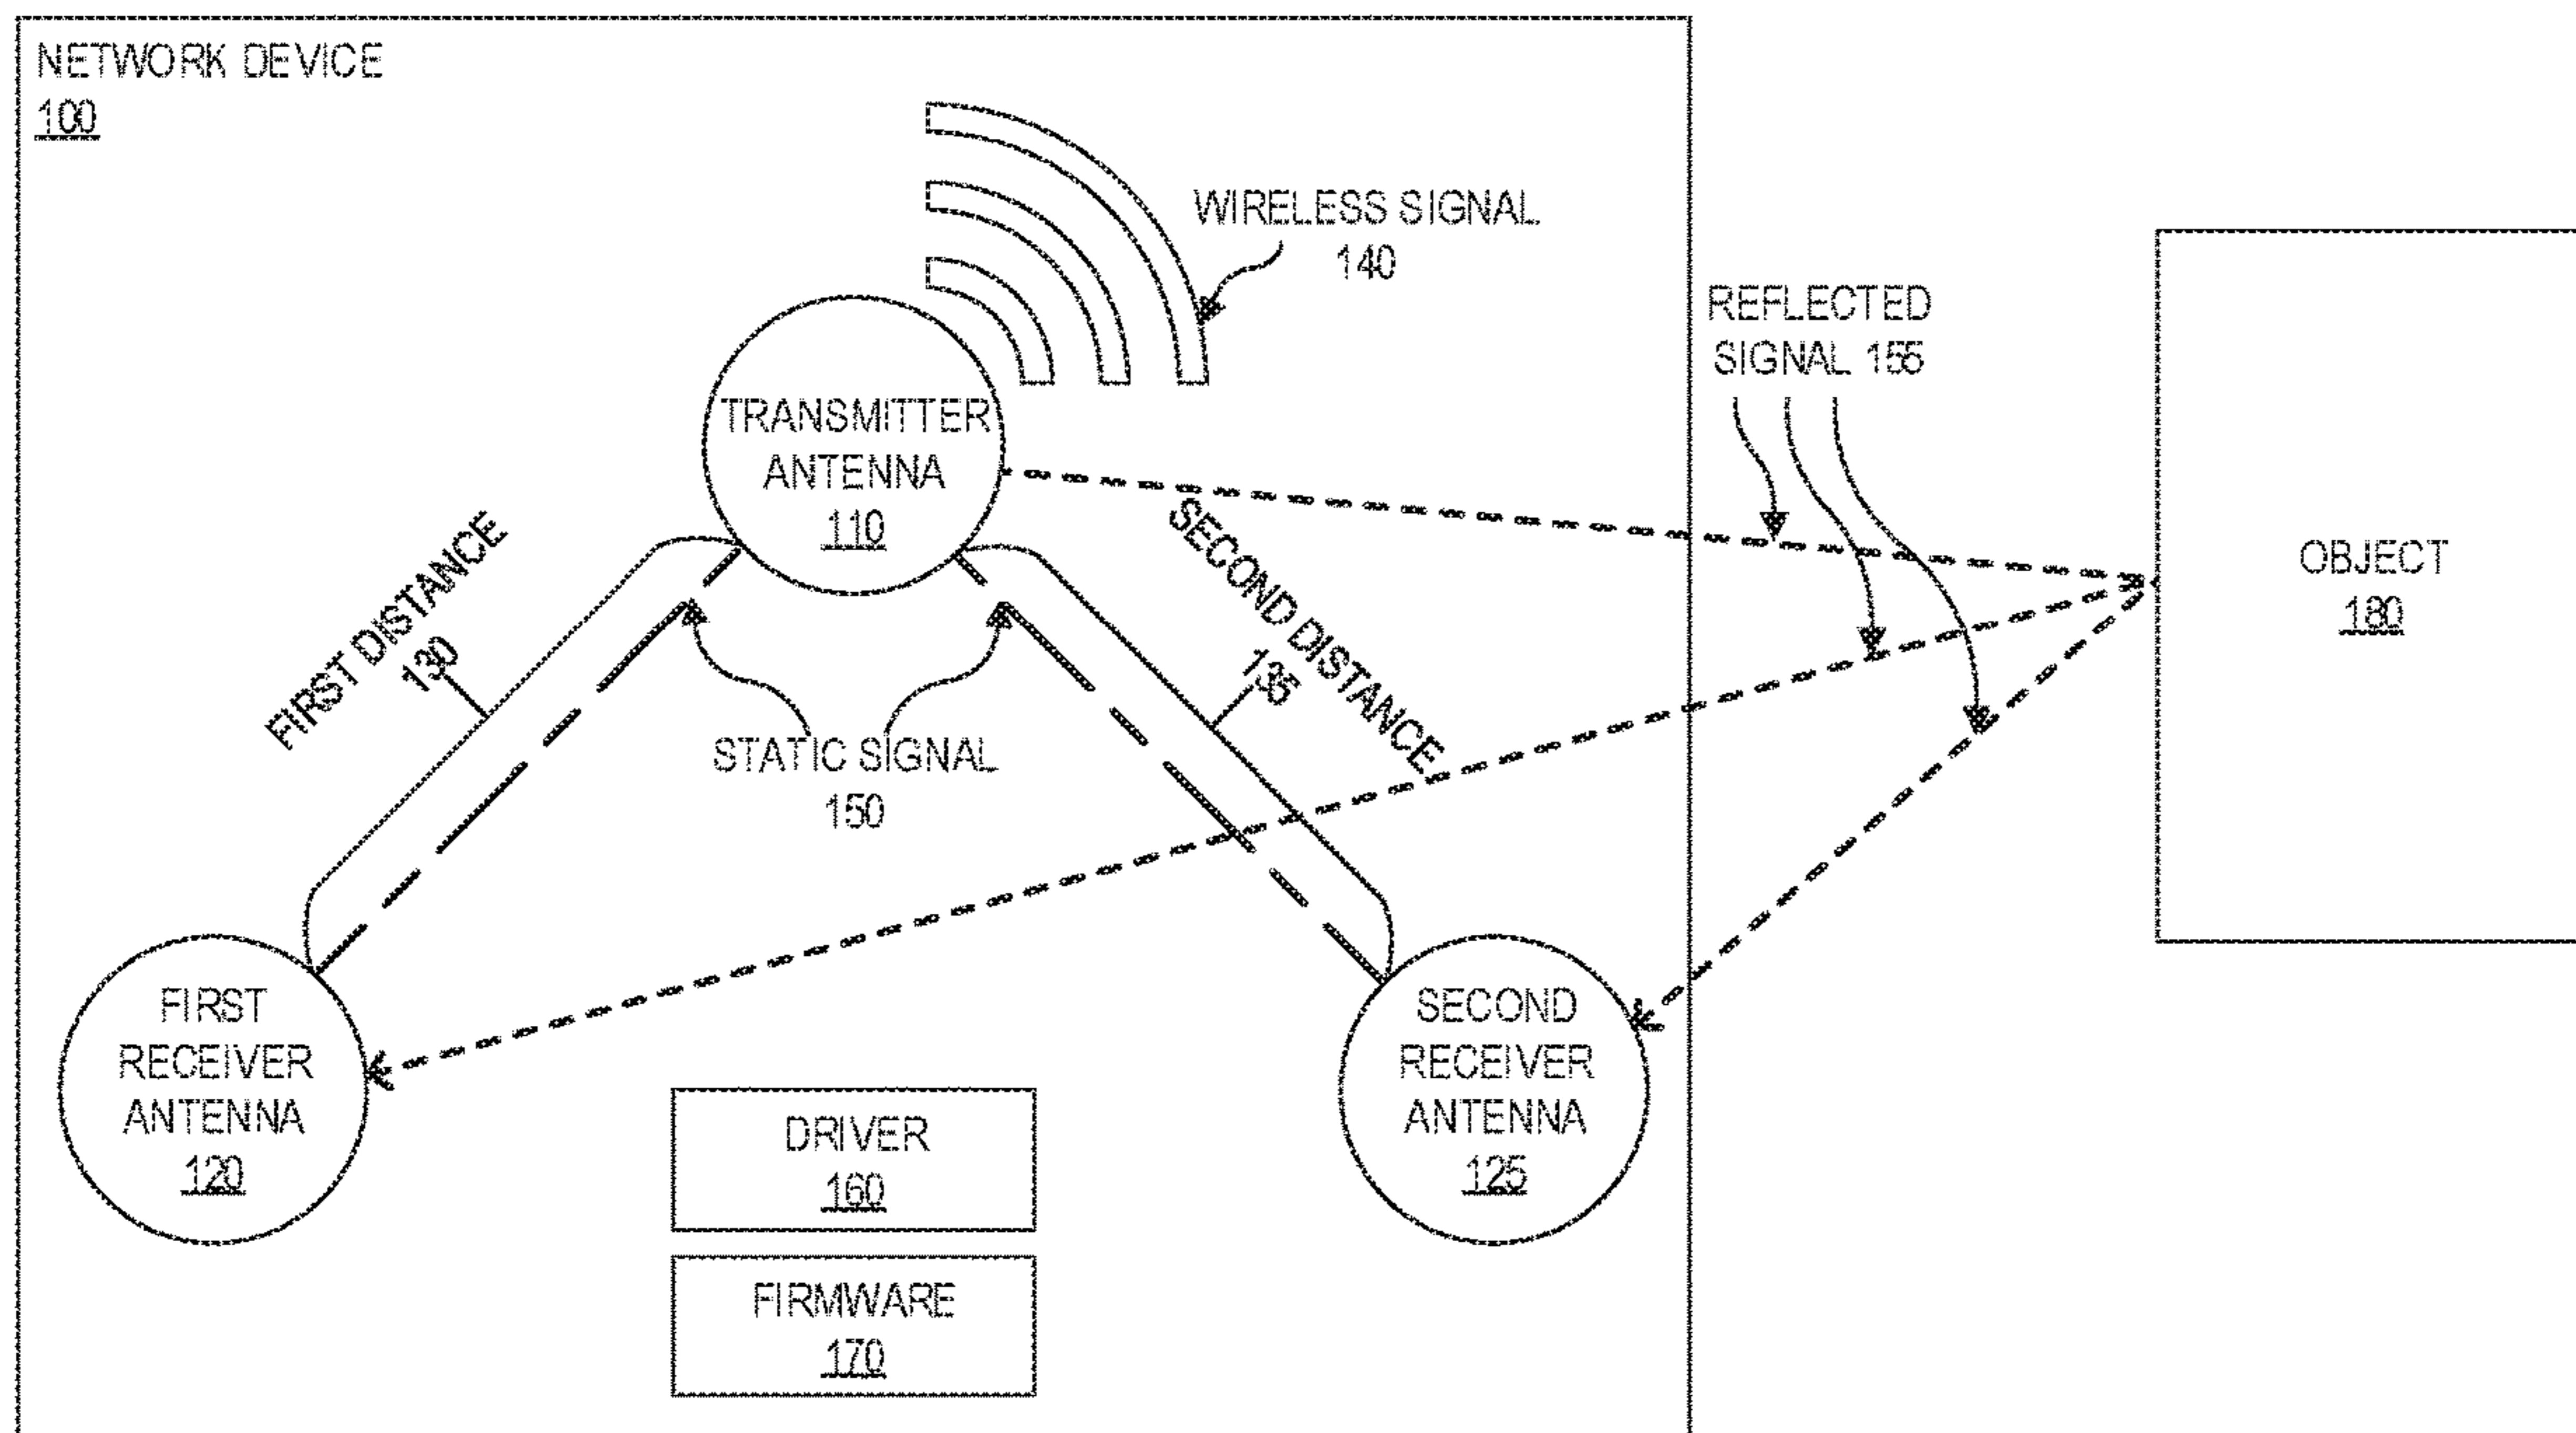 NETWORK DEVICE
100
WIRELESS SIGNAL
140
REFLECTED
SIGNAL 155
TRANSMITTER
ANTENNA
110
FIRST DISTANCE
130
SECOND DISTANCE
135
STATIC SIGNAL
150
OBJECT
180
FIRST
RECEIVER
ANTENNA
120
SECOND
RECEIVER
ANTENNA
125
DRIVER
160
FIRMWARE
170